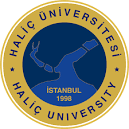 HALİÇ ÜNİVERSİTESİ
İSTANBUL
1998
HALİÇ UNIVERSITY